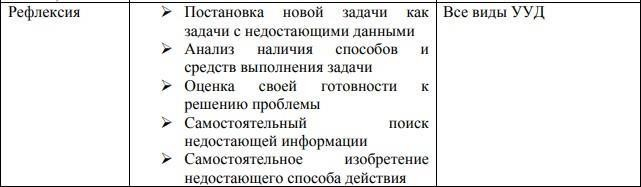 Рефлексия
➢ Постановка новой задачи как
задачи с недостающими данными
➢ Анализ наличия способов и
средств выполнения задачи
➢ Оценка своей готовности к
решению проблемы
➢ Самостоятельный поиск
недостающей информации
➢ Самостоятельное изобретение
недостающего способа действия
Все виды УУД